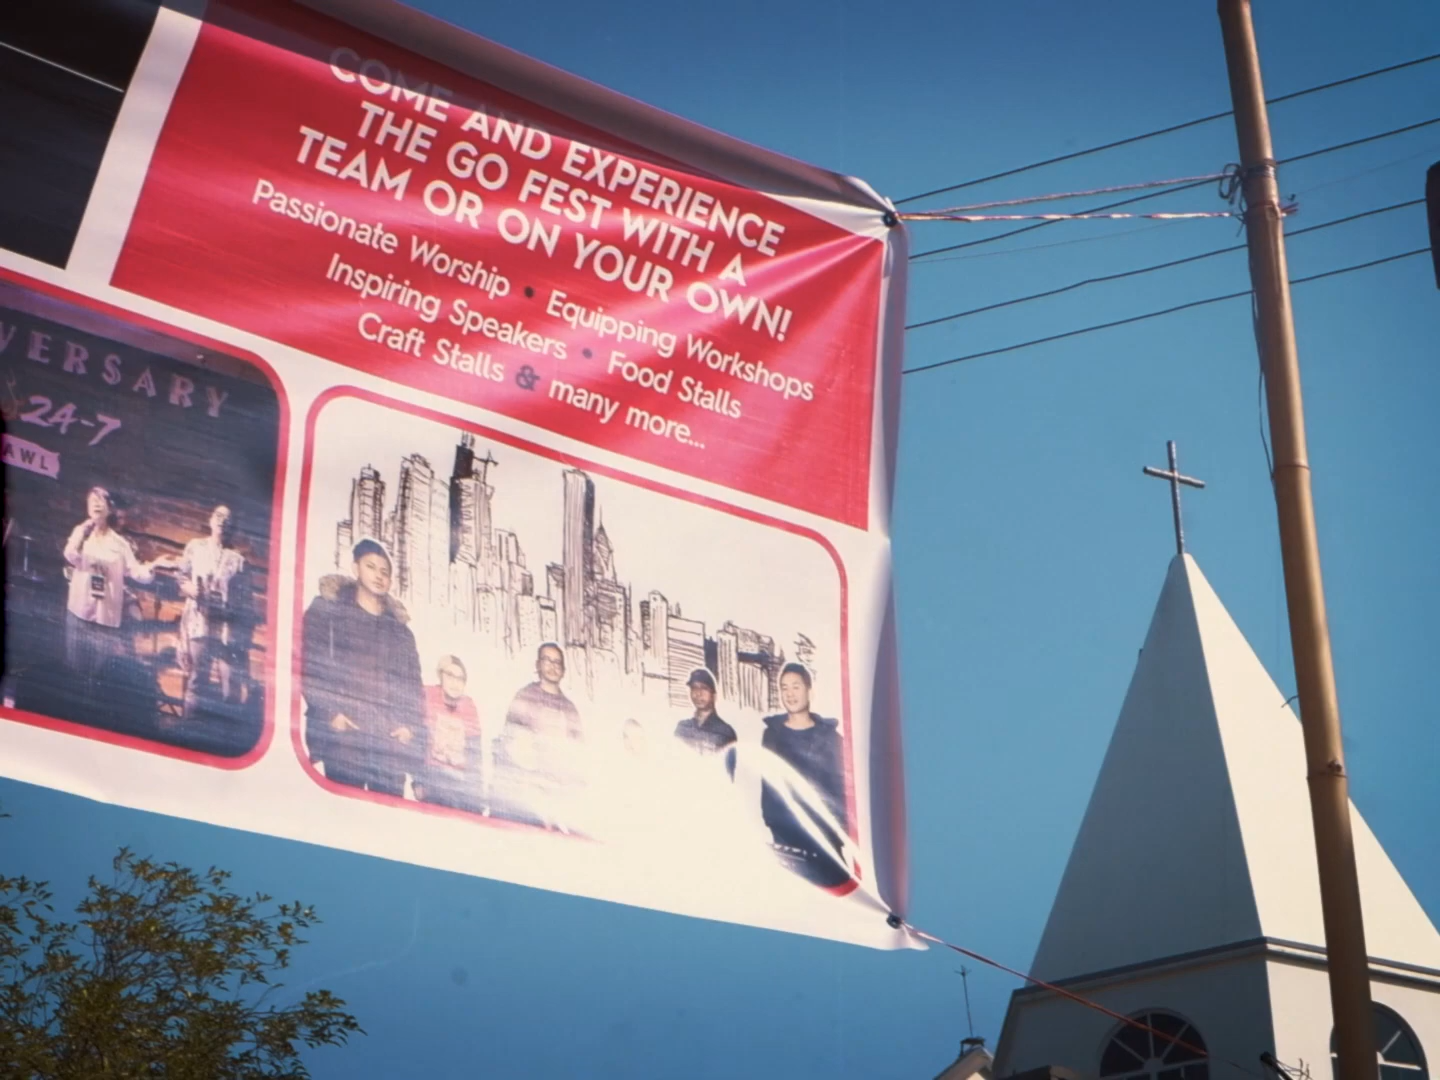 COME AND EXPERIENCE
THE GO FEST WITH A
TEAM OR ON YOUR OWN!
Passionate Worship • Equipping Workshops
Inspiring Speakers • Food Stalls
Craft Stalls & many more...
VERSARY
24-7
AWL